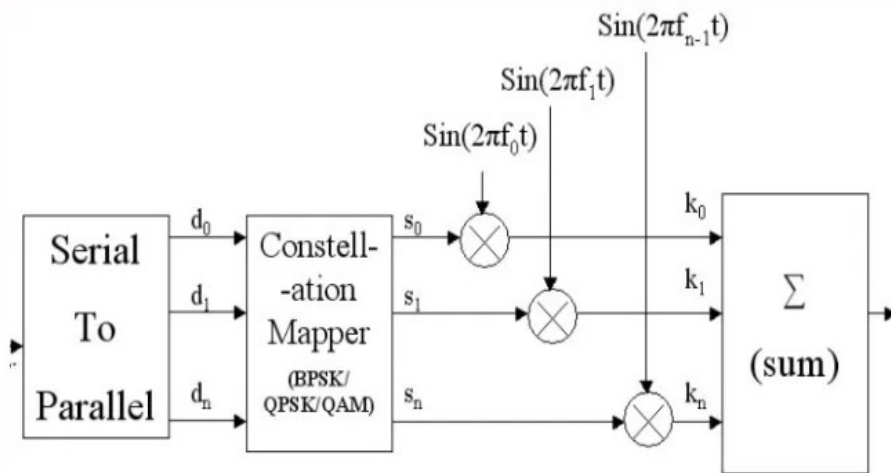 Sin(2πfₙ₋₁t)
Sin(2πf₁t)
Sin(2πf₀t)
Serial
To
Parallel
d₀
d₁
dₙ
Constell-
-ation
Mapper
(BPSK/
QPSK/QAM)
s₀
s₁
sₙ
k₀
k₁
kₙ
Σ
(sum)